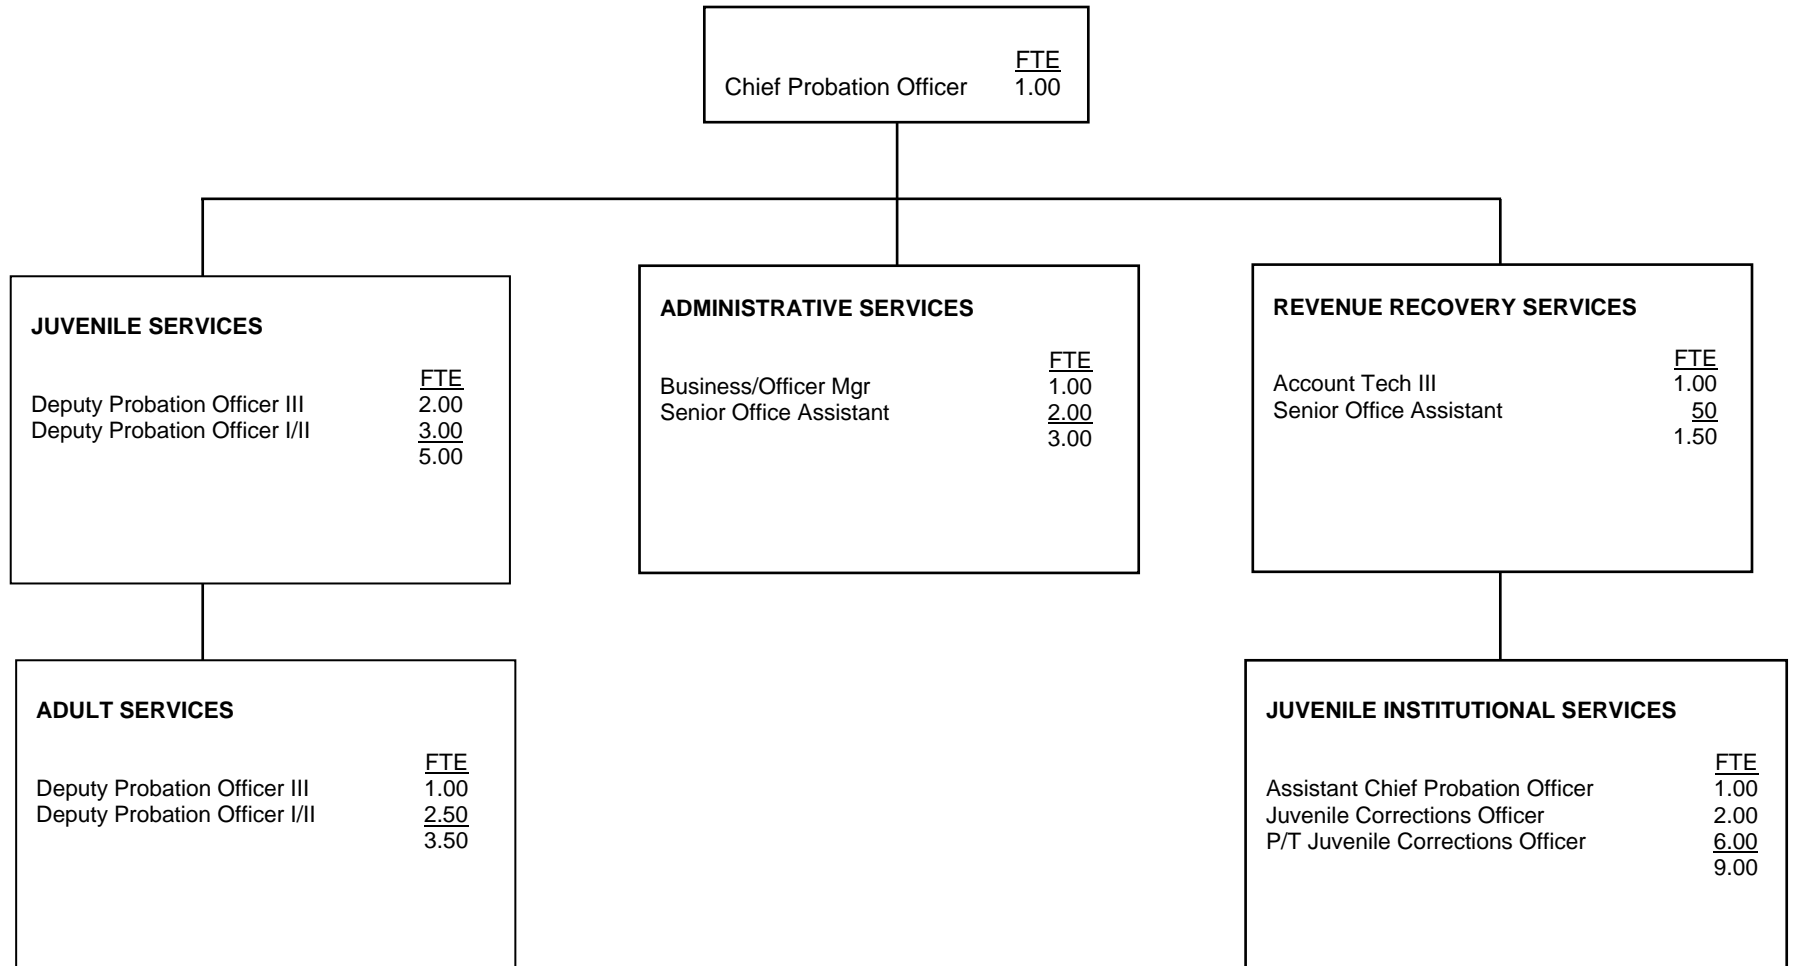 FTE
Chief Probation Officer 1.00
JUVENILE SERVICES
FTE
Deputy Probation Officer III 2.00
Deputy Probation Officer I/II 3.00
5.00
ADMINISTRATIVE SERVICES
FTE
Business/Officer Mgr 1.00
Senior Office Assistant 2.00
3.00
REVENUE RECOVERY SERVICES
FTE
Account Tech III 1.00
Senior Office Assistant 50
1.50
ADULT SERVICES
FTE
Deputy Probation Officer III 1.00
Deputy Probation Officer I/II 2.50
3.50
JUVENILE INSTITUTIONAL SERVICES
FTE
Assistant Chief Probation Officer 1.00
Juvenile Corrections Officer 2.00
P/T Juvenile Corrections Officer 6.00
9.00